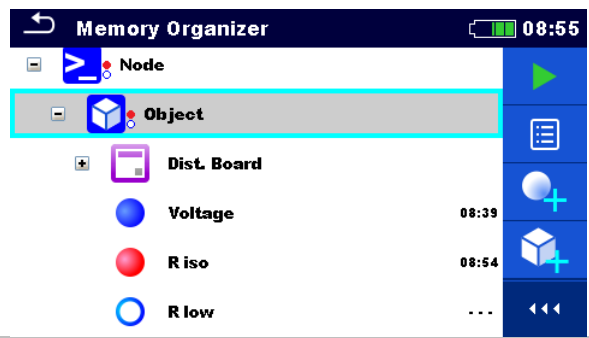 Memory Organizer 08:55
Node
Object
Dist. Board
Voltage 08:39
R iso 08:54
R low ---